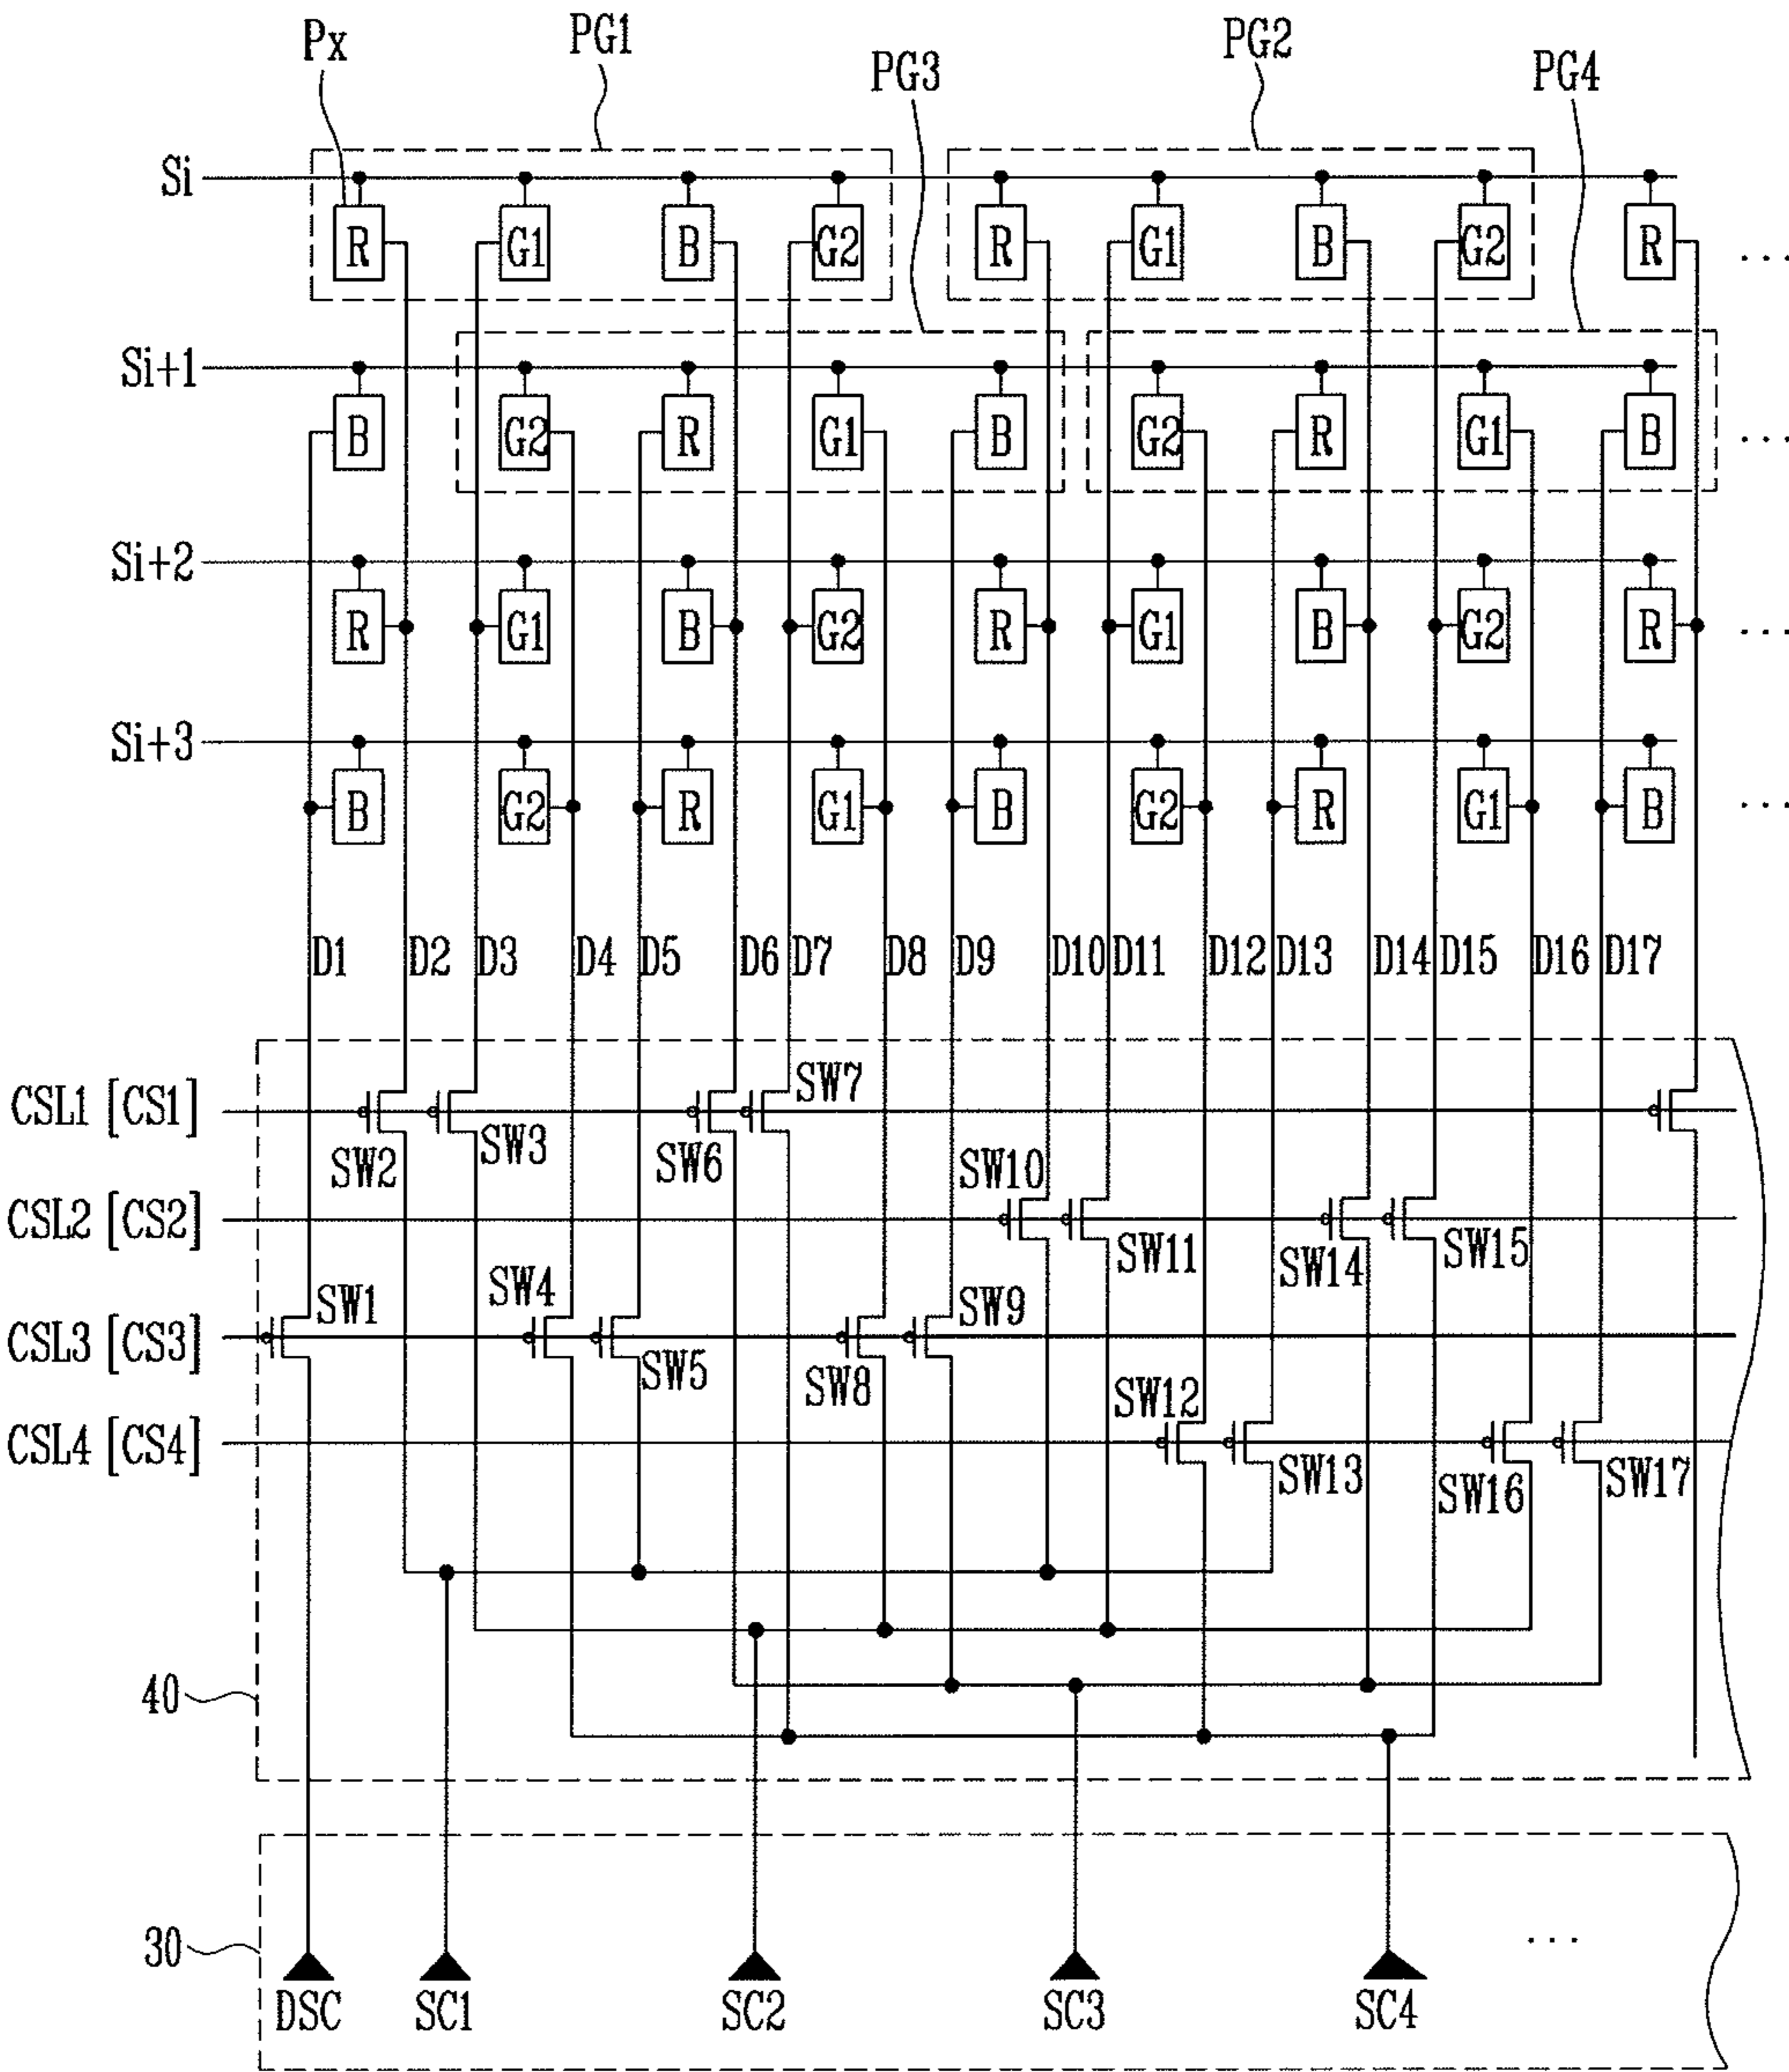 Px PG1 PG3 PG2 PG4
Si
R G1 B G2 R G1 B G2 R ...
Si+1
B G2 R G1 B G2 R G1 B ...
Si+2
R G1 B G2 R G1 B G2 R ...
Si+3
B G2 R G1 B G2 R G1 B ...
D1 D2 D3 D4 D5 D6 D7 D8 D9 D10 D11 D12 D13 D14 D15 D16 D17
CSL1 [CS1]
SW2 SW3 SW6 SW7
CSL2 [CS2]
SW10 SW11 SW14 SW15
CSL3 [CS3]
SW1 SW4 SW5 SW8 SW9
CSL4 [CS4]
SW12 SW13 SW16 SW17
40
30
...
DSC SC1 SC2 SC3 SC4